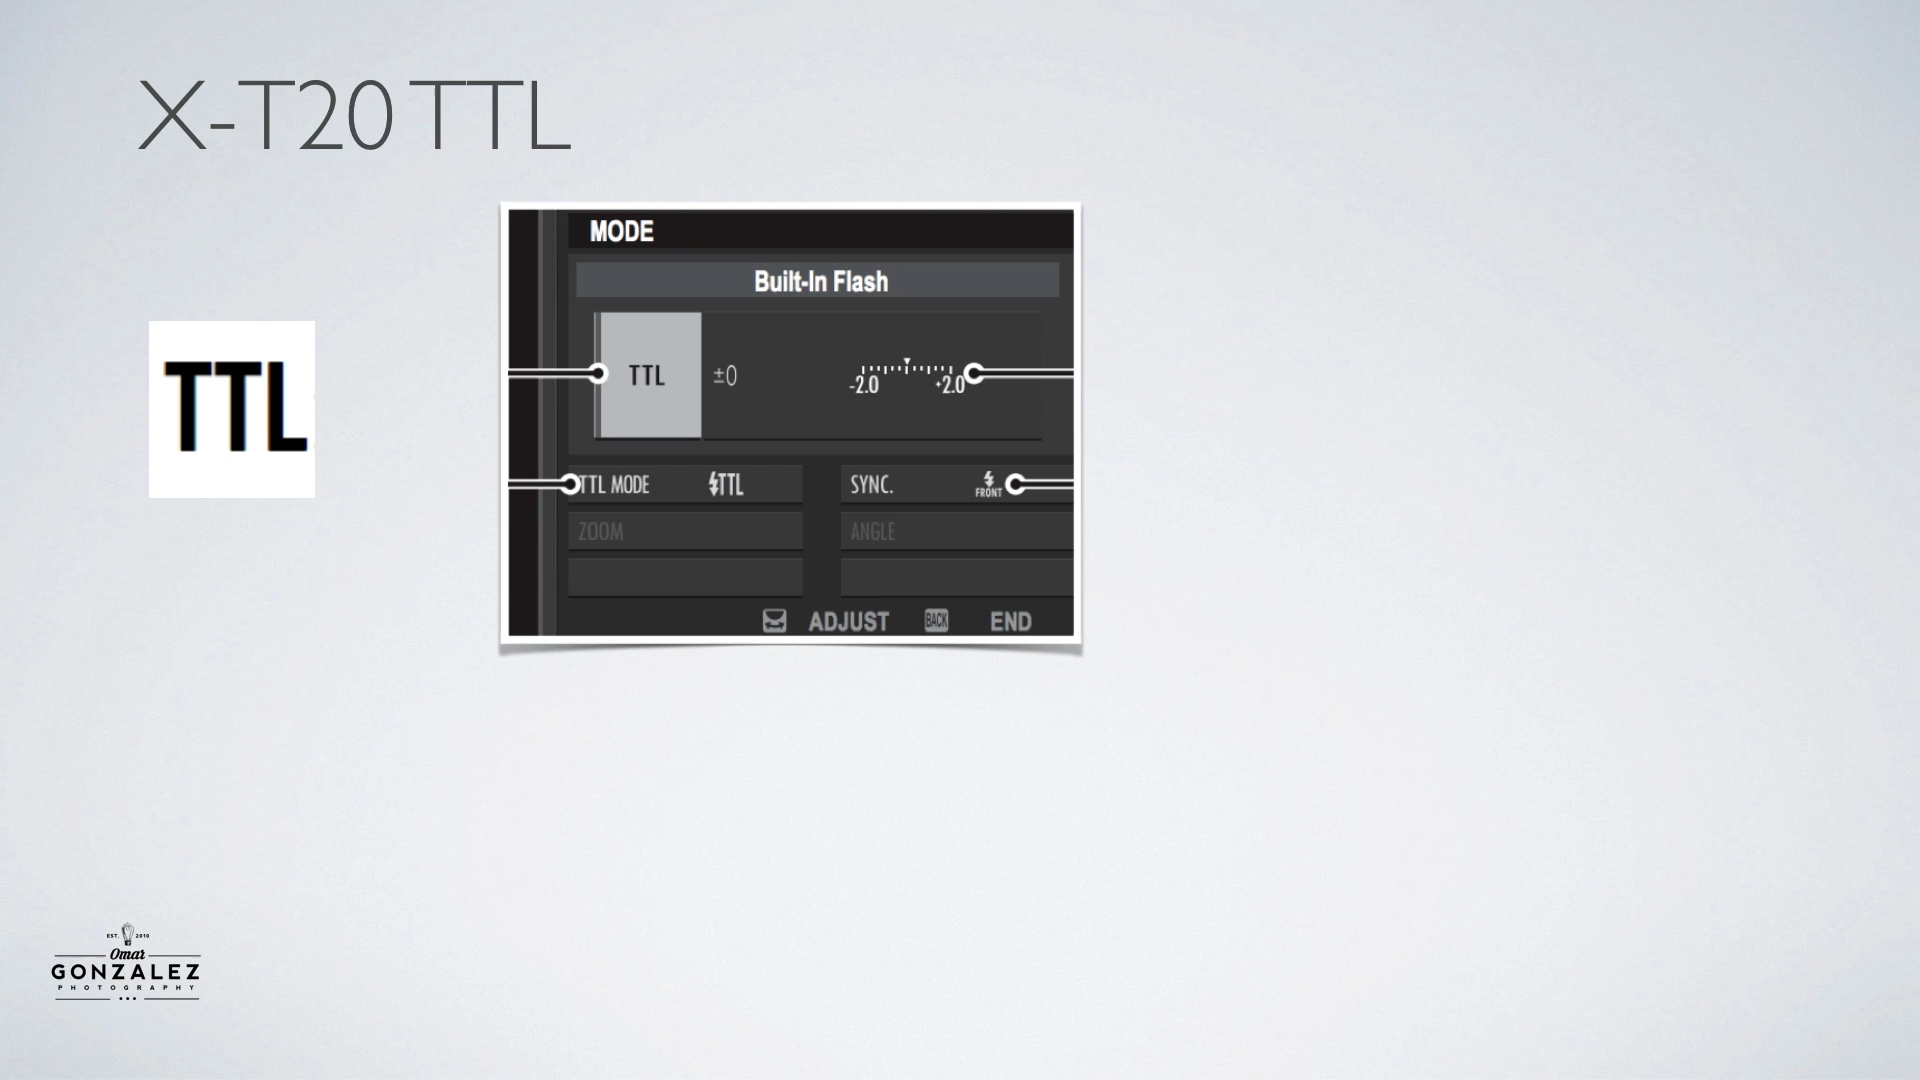 X-T20 TTL
TTL
MODE
Built-In Flash
TTL ±0 -2.0 +2.0
TTL MODE TTL SYNC. FRONT
ZOOM ANGLE
ADJUST BACK END
EST. 2010
Omar
GONZALEZ
PHOTOGRAPHY